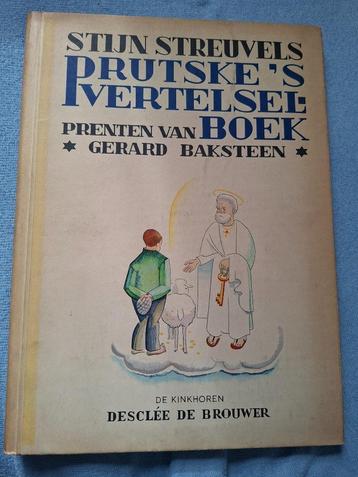 STIJN STREUVELS
PRUTSKE'S
VERTELSEL-
BOEK
PRENTEN VAN
★ GERARD BAKSTEEN ★
DE KINKHOREN
DESCLÉE DE BROUWER